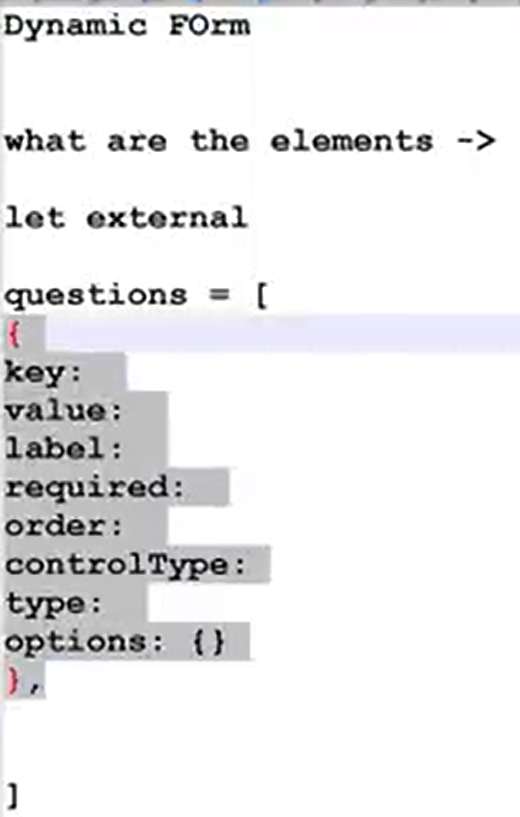 Dynamic FOrm
what are the elements ->
let external
questions = [
{
key:
value:
label:
required:
order:
controlType:
type:
options: {}
},
]